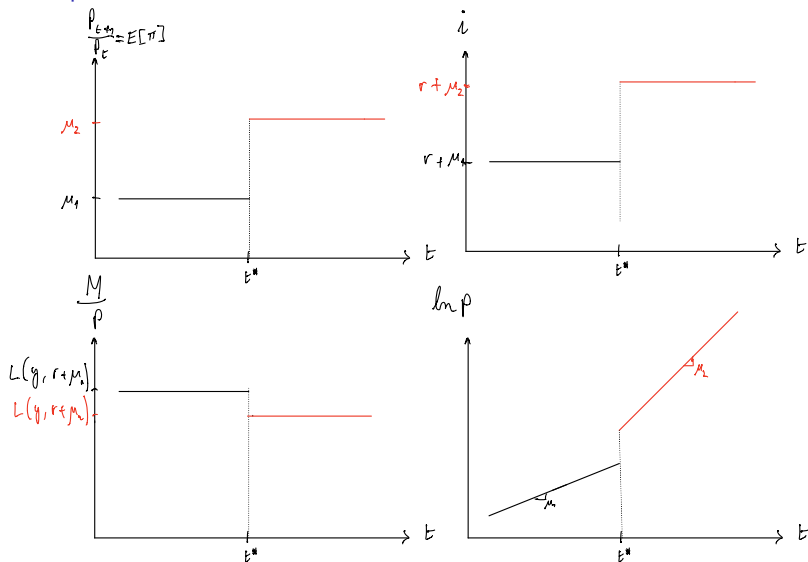 P_{t+1}/P_t = E[π]
μ₂
μ₁
t
t*
i
r + μ₂
r + μ₁
t
t*
M/P
L(y, r+μ₁)
L(y, r+μ₂)
t
t*
ln P
μ₂
μ₁
t
t*